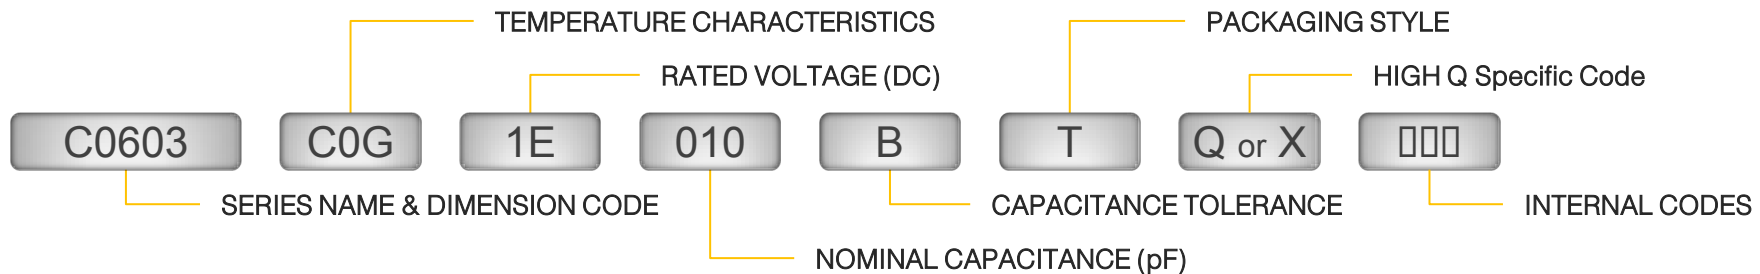 TEMPERATURE CHARACTERISTICS PACKAGING STYLE
RATED VOLTAGE (DC) HIGH Q Specific Code
C0603 C0G 1E 010 B T Q or X ▯▯▯
SERIES NAME & DIMENSION CODE CAPACITANCE TOLERANCE INTERNAL CODES
NOMINAL CAPACITANCE (pF)